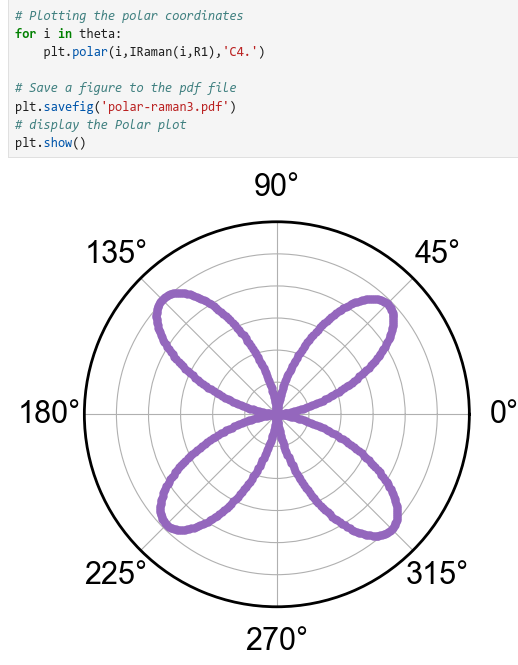 # Plotting the polar coordinates
for i in theta:
    plt.polar(i,IRaman(i,R1),'C4.')

# Save a figure to the pdf file
plt.savefig('polar-raman3.pdf')
# display the Polar plot
plt.show()
90°
135°
45°
180°
0°
225°
315°
270°